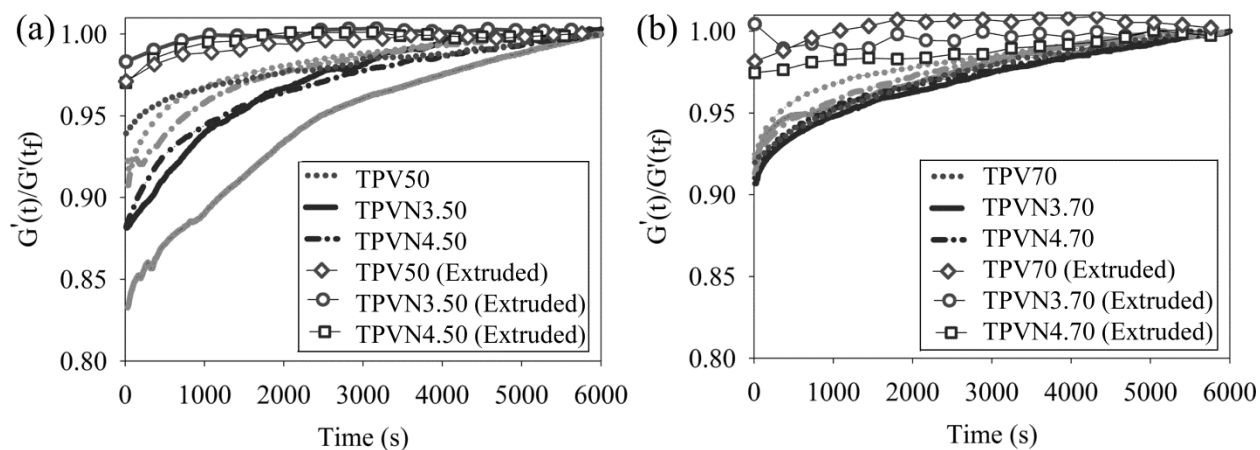 (a)
G'(t)/G'(tf)
1.00
0.95
0.90
0.85
0.80
TPV50
TPVN3.50
TPVN4.50
TPV50 (Extruded)
TPVN3.50 (Extruded)
TPVN4.50 (Extruded)
0 1000 2000 3000 4000 5000 6000
Time (s)
(b)
G'(t)/G'(tf)
1.00
0.95
0.90
0.85
0.80
TPV70
TPVN3.70
TPVN4.70
TPV70 (Extruded)
TPVN3.70 (Extruded)
TPVN4.70 (Extruded)
0 1000 2000 3000 4000 5000 6000
Time (s)